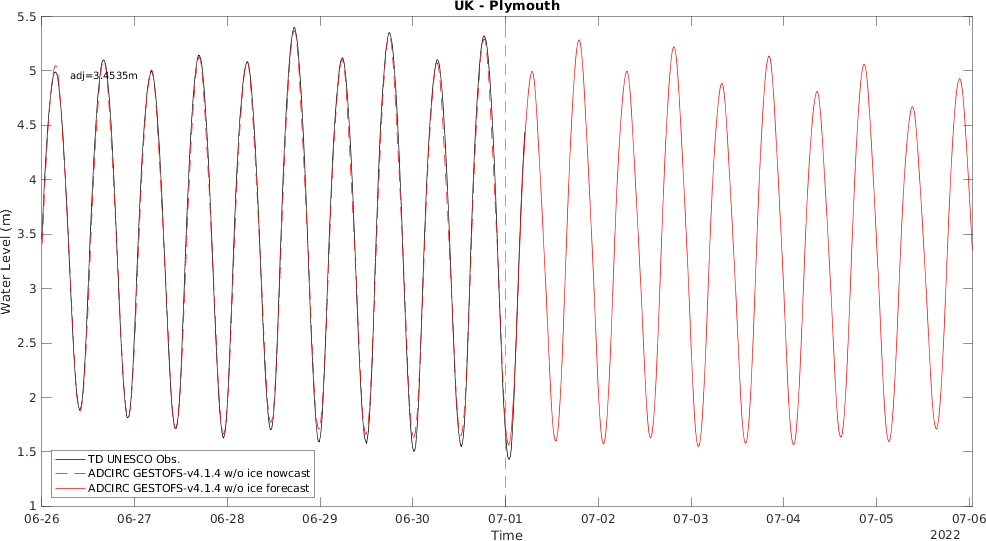 UK - Plymouth
adj=3.4535m
5.5
5
4.5
4
3.5
3
2.5
2
1.5
1
Water Level (m)
TD UNESCO Obs.
ADCIRC GESTOFS-v4.1.4 w/o ice nowcast
ADCIRC GESTOFS-v4.1.4 w/o ice forecast
06-26 06-27 06-28 06-29 06-30 07-01 07-02 07-03 07-04 07-05 07-06
Time
2022